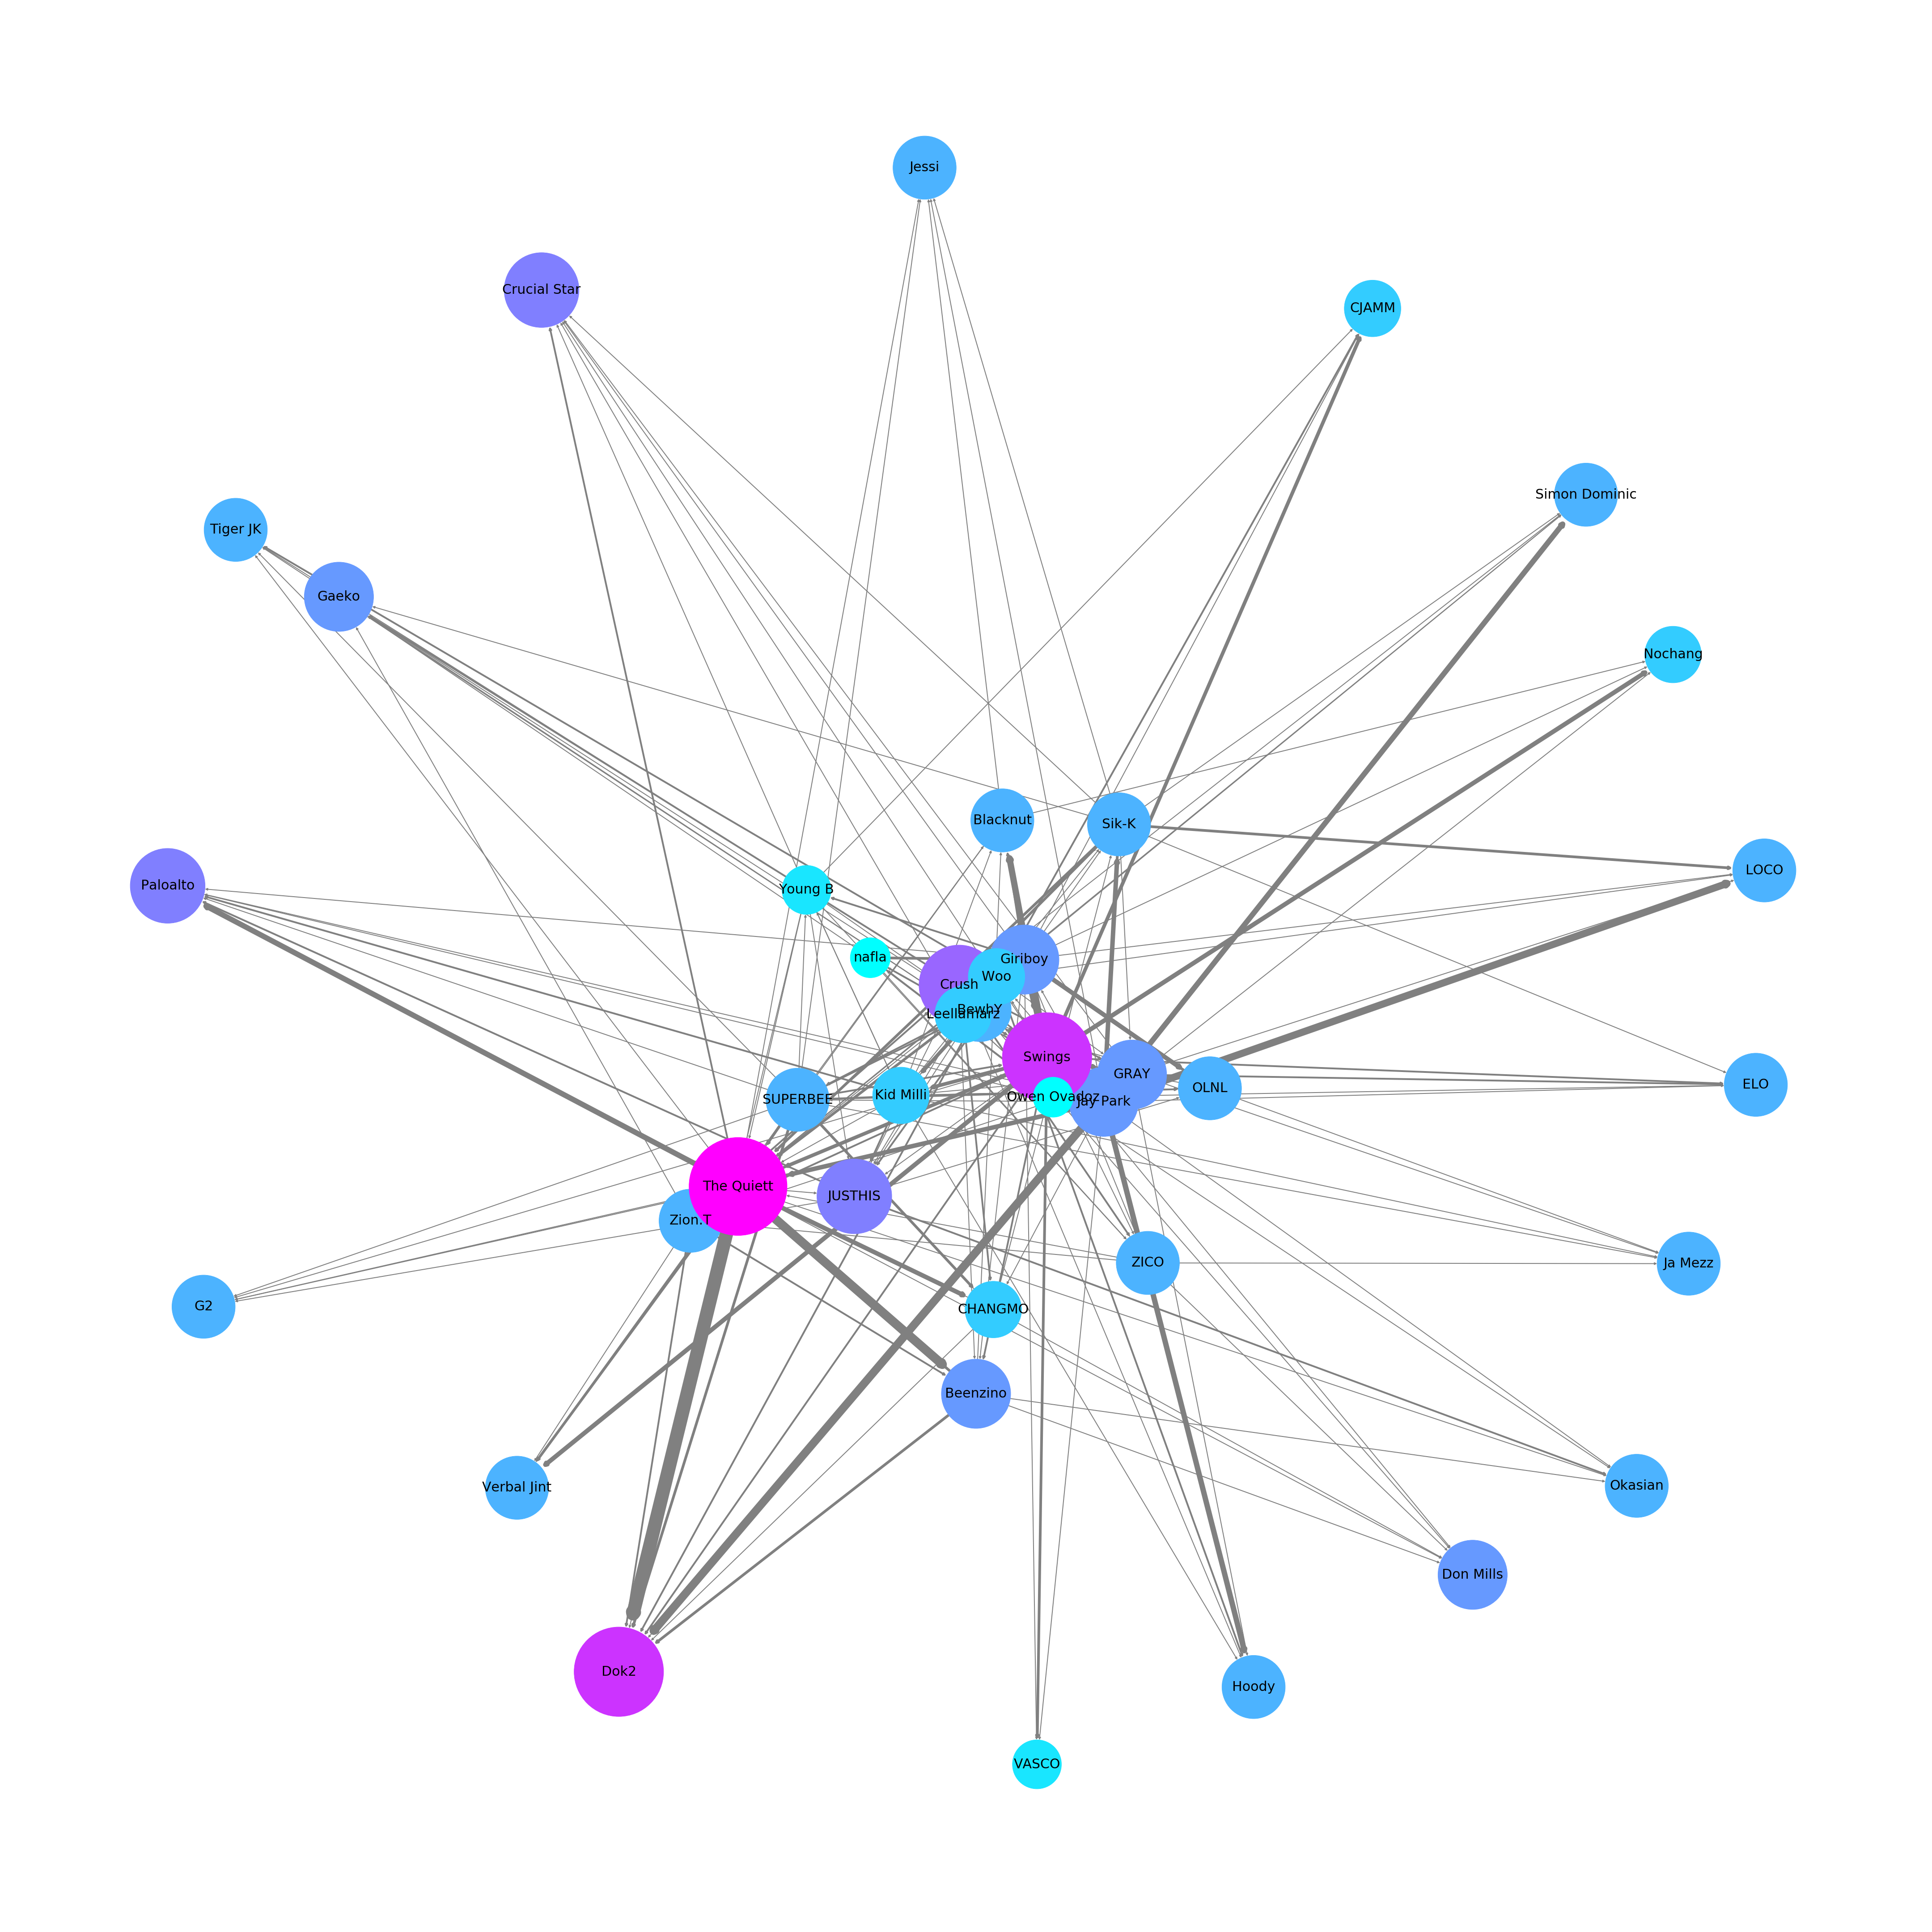 Jessi
Crucial Star
CJAMM
Simon Dominic
Tiger JK
Gaeko
Nochang
Blacknut
Sik-K
LOCO
Paloalto
Young B
nafla
Giriboy
Woo
Crush
BewhY
Leellamarz
Swings
GRAY
ELO
OLNL
Kid Milli
Owen Ovadoz
SUPERBEE
Jay Park
The Quiett
JUSTHIS
Zion.T
ZICO
Ja Mezz
G2
CHANGMO
Beenzino
Okasian
Verbal Jint
Don Mills
Dok2
Hoody
VASCO